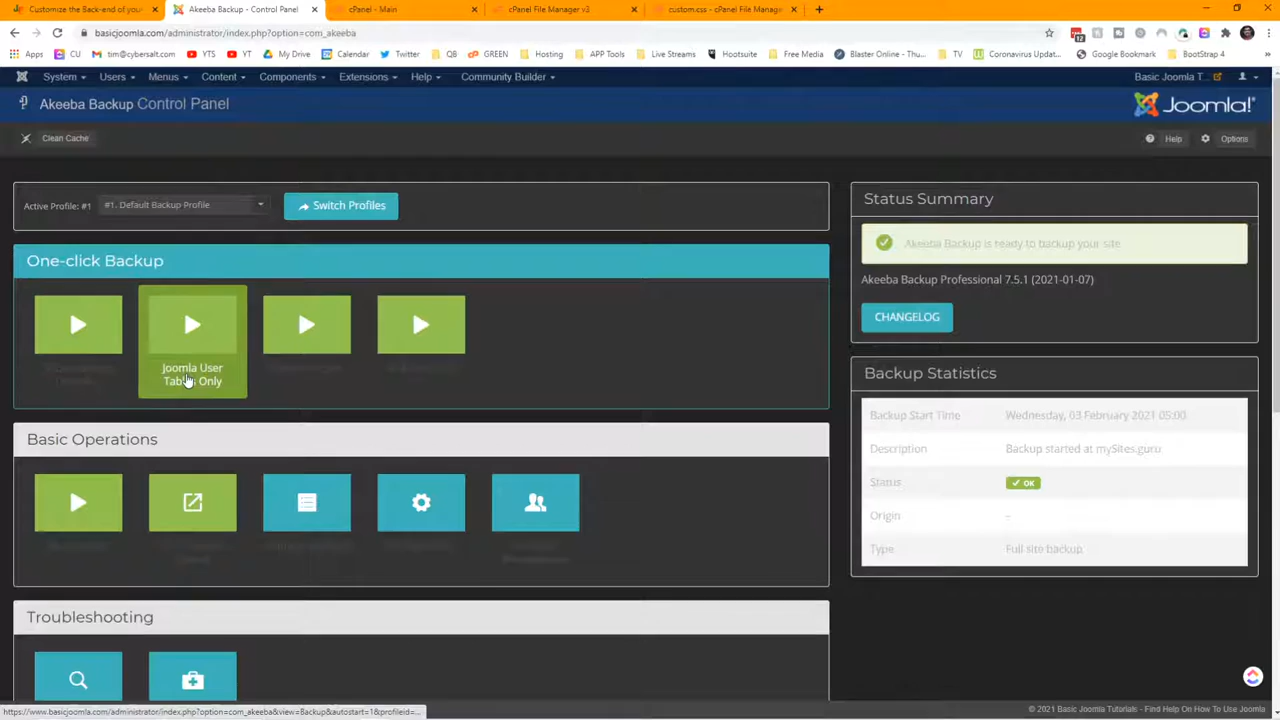 Customize the Back-end of your
Akeeba Backup - Control Panel
cPanel - Main
cPanel File Manager v3
custom.css - cPanel File Manag
basicjoomla.com/administrator/index.php?option=com_akeeba
12
Apps
CU
tim@cybersalt.com
YTS
YT
My Drive
Calendar
Twitter
QB
GREEN
Hosting
APP Tools
Live Streams
Hootsuite
Free Media
Blaster Online - Thu...
TV
Coronavirus Updat...
Google Bookmark
BootStrap 4
System
Users
Menus
Content
Components
Extensions
Help
Community Builder
Basic Joomla T...
Akeeba Backup Control Panel
Joomla!®
Clean Cache
Help
Options
Active Profile: #1
#1. Default Backup Profile
Switch Profiles
Status Summary
Akeeba Backup is ready to backup your site
Akeeba Backup Professional 7.5.1 (2021-01-07)
CHANGELOG
One-click Backup
Joomla User
Tables Only
Backup Statistics
Backup Start Time
Wednesday, 03 February 2021 05:00
Description
Backup started at mySites.guru
Status
OK
Origin
-
Type
Full site backup
Basic Operations
Troubleshooting
https://www.basicjoomla.com/administrator/index.php?option=com_akeeba&view=Backup&autostart=1&profileid=...
© 2021 Basic Joomla Tutorials - Find Help On How To Use Joomla